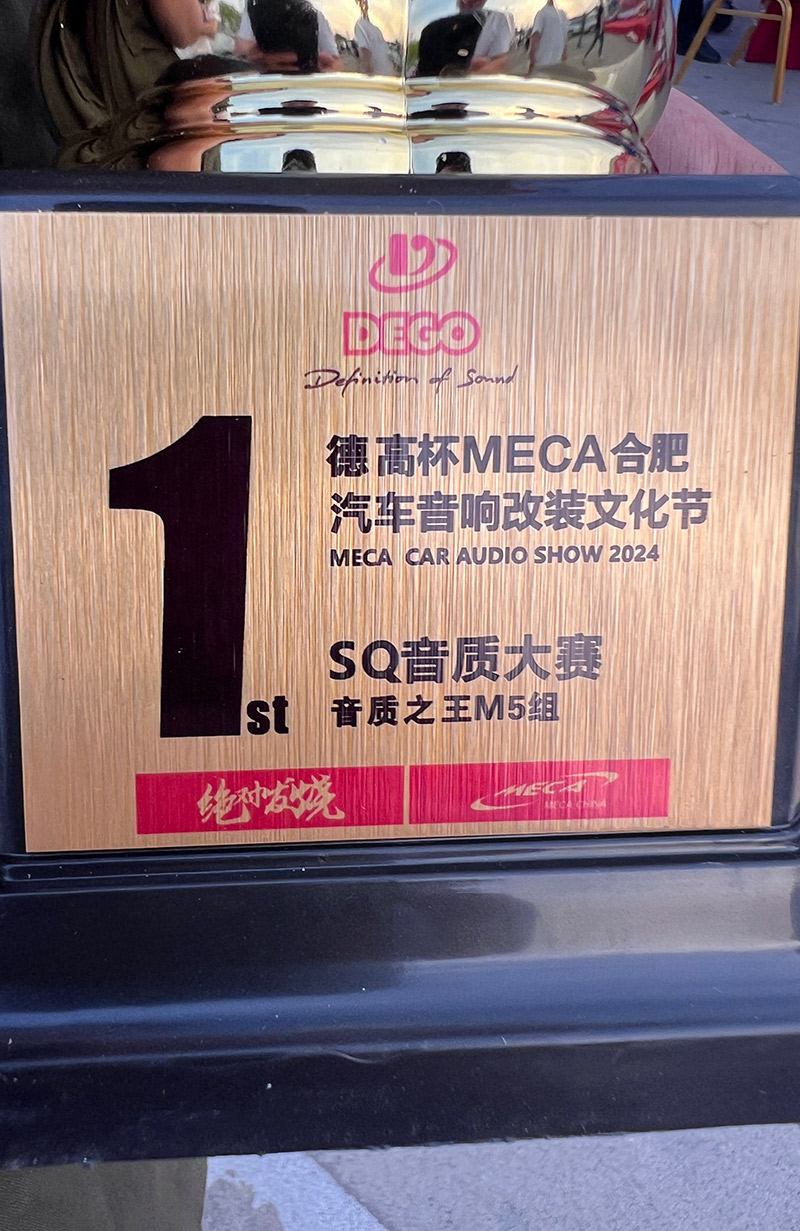 DEGO
Definition of Sound
1st
德高杯MECA合肥
汽车音响改装文化节
MECA CAR AUDIO SHOW 2024
SQ音质大赛
音质之王M5组
绝对发烧
MECA
MECA CHINA